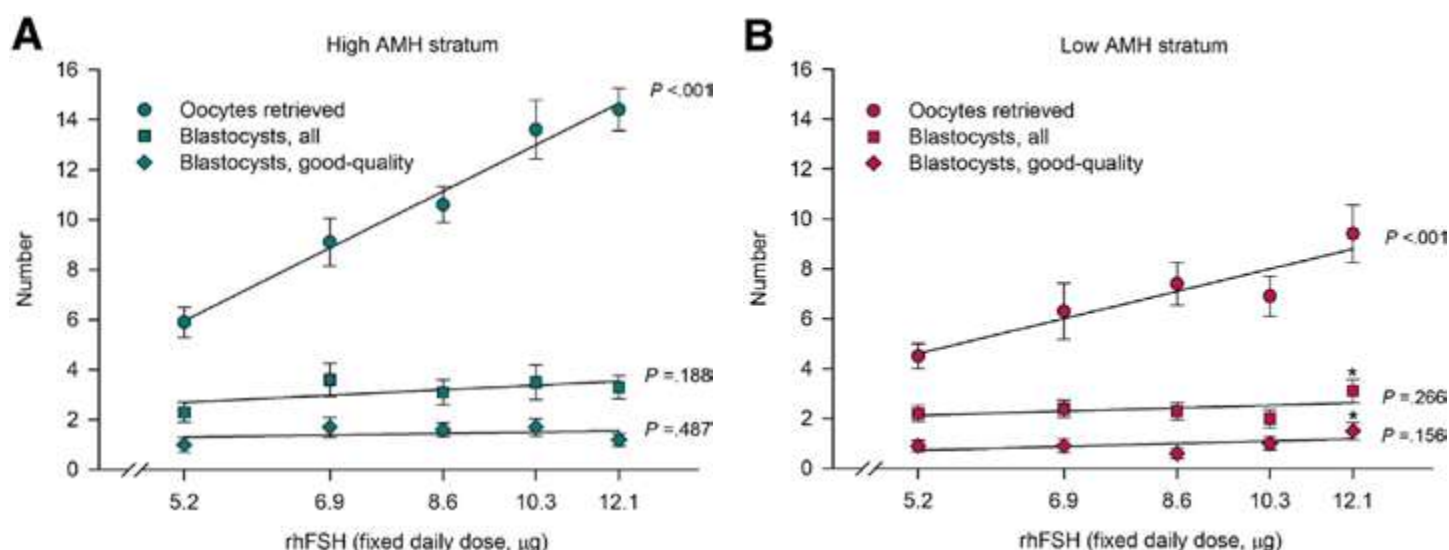 A
High AMH stratum
16
14
12
10
8
6
4
2
0
Number
Oocytes retrieved
Blastocysts, all
Blastocysts, good-quality
P <.001
P =.188
P =.487
5.2 6.9 8.6 10.3 12.1
rhFSH (fixed daily dose, µg)
B
Low AMH stratum
16
14
12
10
8
6
4
2
0
Number
Oocytes retrieved
Blastocysts, all
Blastocysts, good-quality
P <.001
*
P =.266
*
P =.156
5.2 6.9 8.6 10.3 12.1
rhFSH (fixed daily dose, µg)